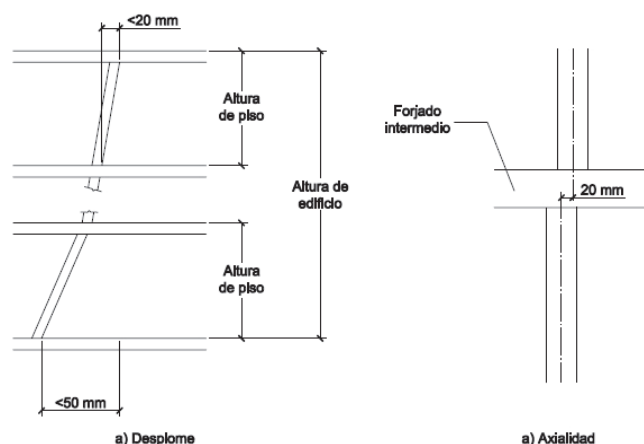 <20 mm
Altura
de piso
Altura de
edificio
Altura
de piso
<50 mm
a) Desplome
Forjado
intermedio
20 mm
a) Axialidad